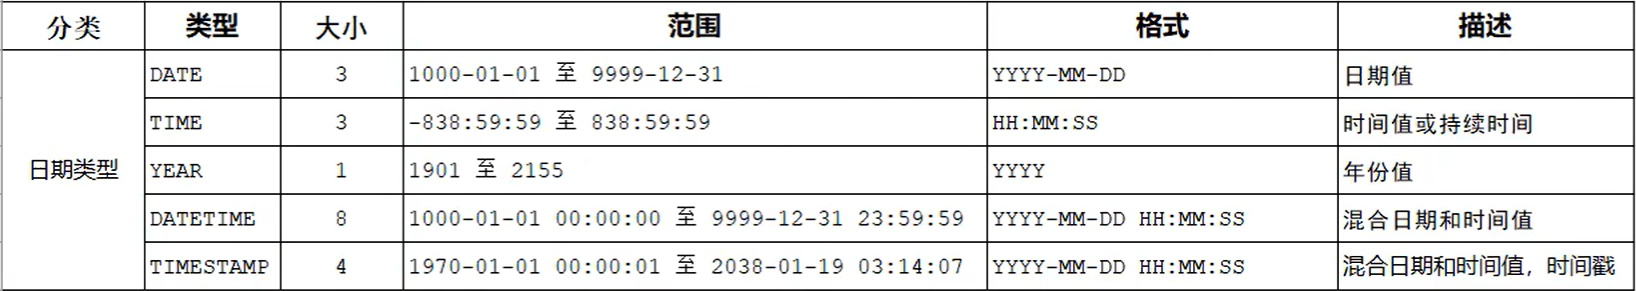 分类 类型 大小 范围 格式 描述
日期类型 DATE 3 1000-01-01 至 9999-12-31 YYYY-MM-DD 日期值
TIME 3 -838:59:59 至 838:59:59 HH:MM:SS 时间值或持续时间
YEAR 1 1901 至 2155 YYYY 年份值
DATETIME 8 1000-01-01 00:00:00 至 9999-12-31 23:59:59 YYYY-MM-DD HH:MM:SS 混合日期和时间值
TIMESTAMP 4 1970-01-01 00:00:01 至 2038-01-19 03:14:07 YYYY-MM-DD HH:MM:SS 混合日期和时间值，时间戳